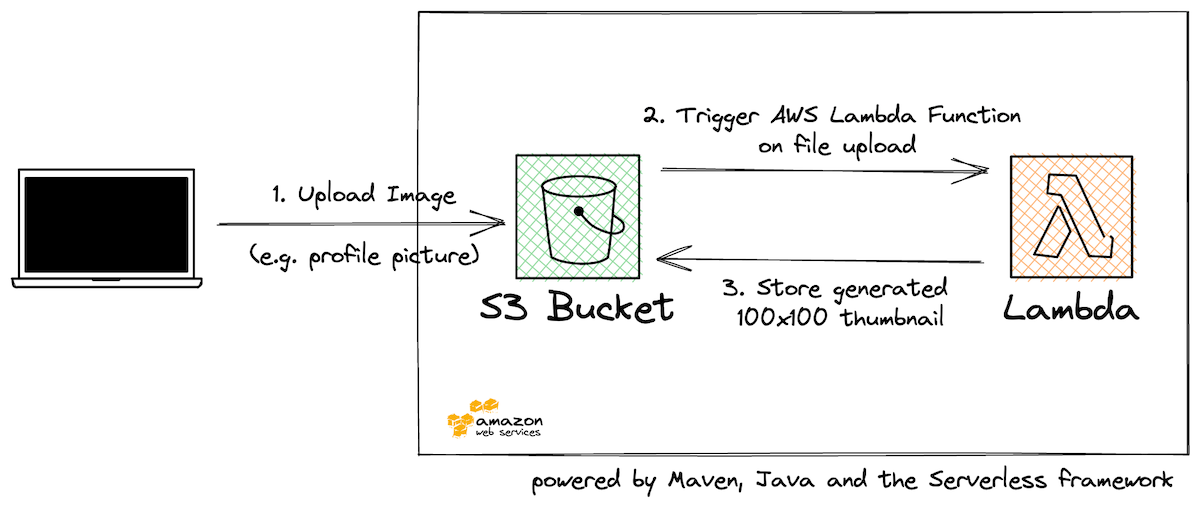 1. Upload Image
(e.g. profile picture)
2. Trigger AWS Lambda Function
on file upload
S3 Bucket
3. Store generated
100x100 thumbnail
Lambda
amazon
web services
powered by Maven, Java and the Serverless framework